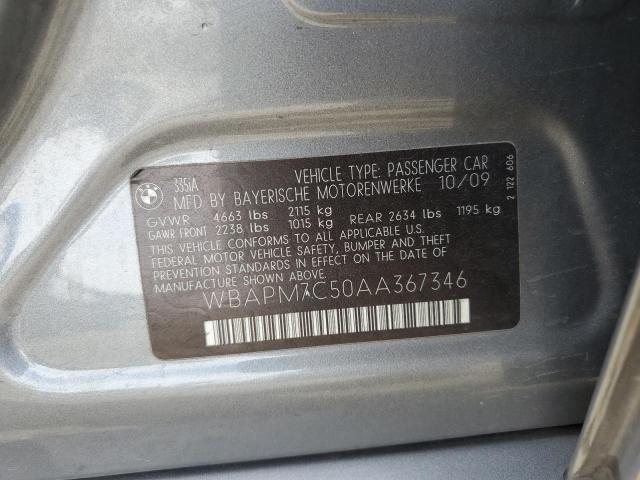 BMW
335iA VEHICLE TYPE: PASSENGER CAR
MFD BY BAYERISCHE MOTORENWERKE 10/09
GVWR 4663 lbs 2115 kg
GAWR FRONT 2238 lbs 1015 kg REAR 2634 lbs 1195 kg
THIS VEHICLE CONFORMS TO ALL APPLICABLE U.S.
FEDERAL MOTOR VEHICLE SAFETY, BUMPER AND THEFT
PREVENTION STANDARDS IN EFFECT ON THE DATE OF
MANUFACTURE SHOWN ABOVE.
WBAPM7C50AA367346
2 122 606